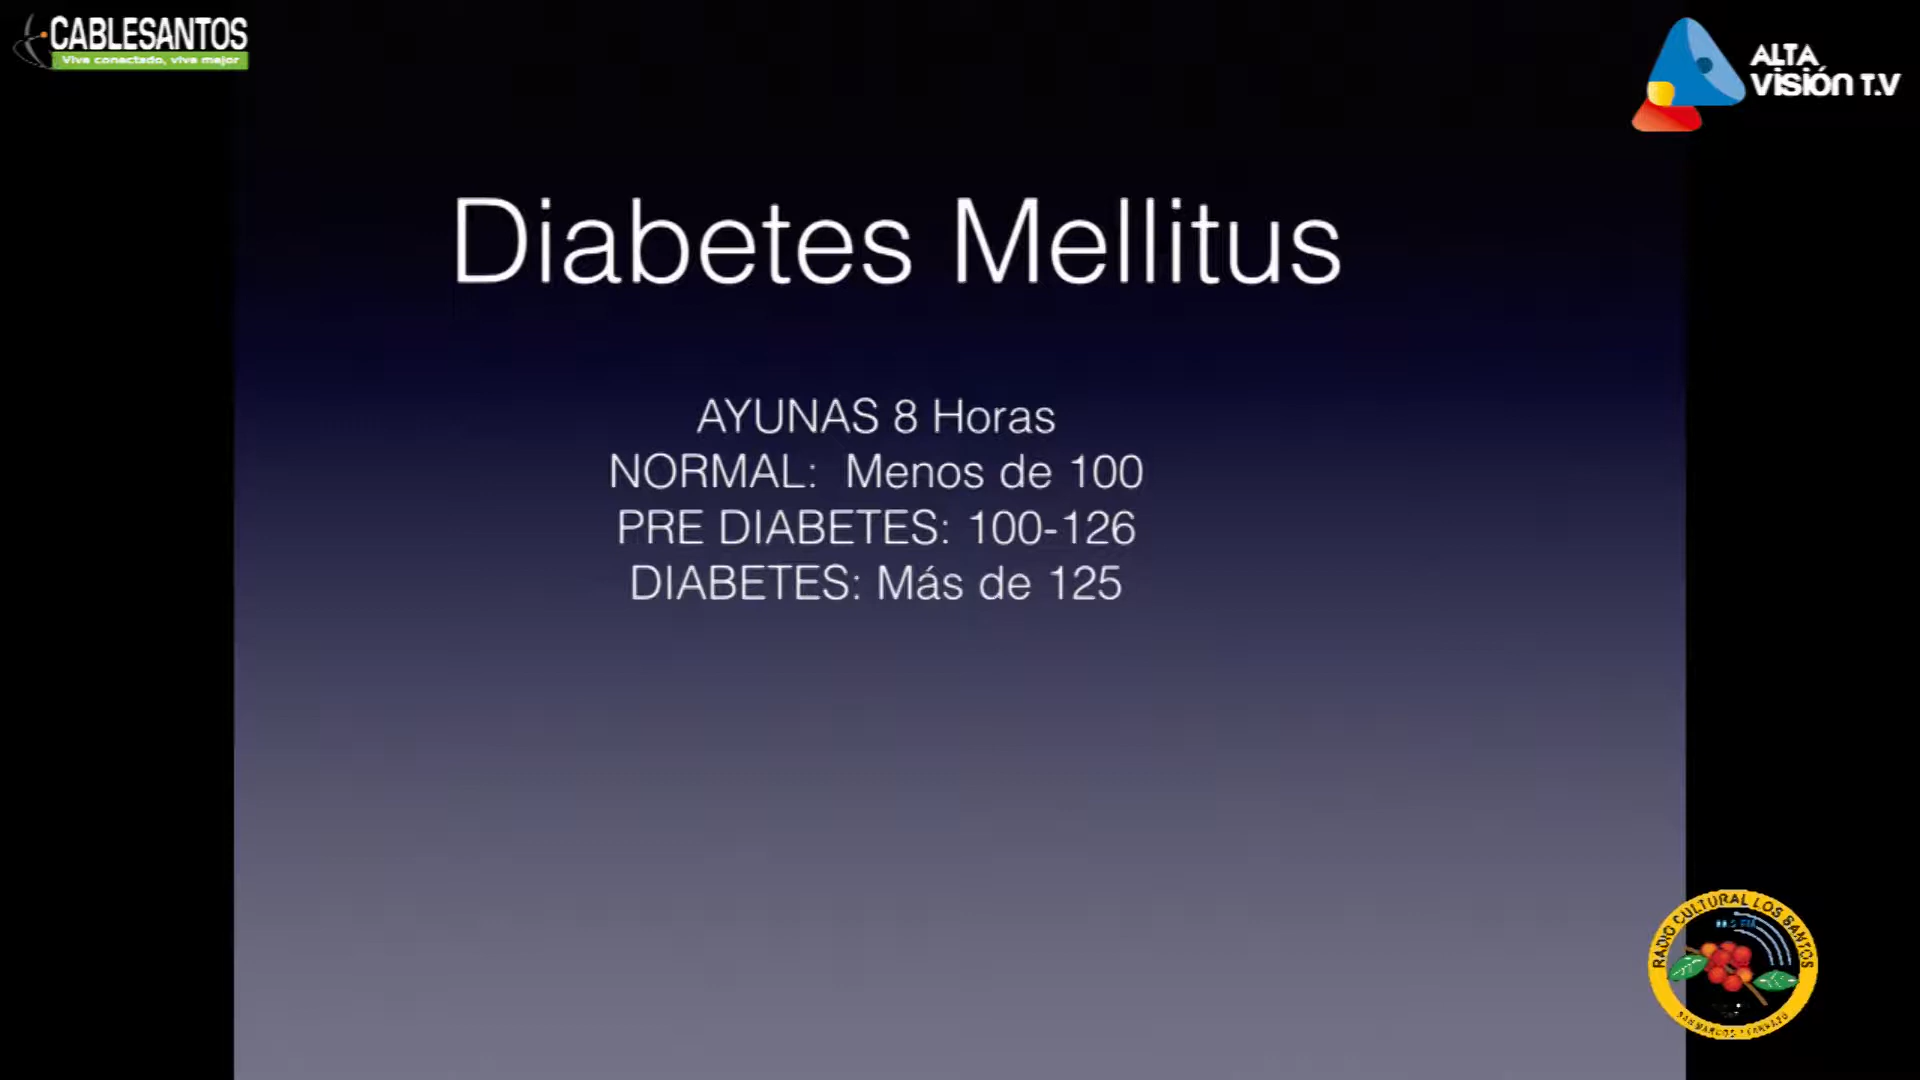 CABLESANTOS
Vive conectado, vive mejor
ALTA
VISIÓN T.V
Diabetes Mellitus
AYUNAS 8 Horas
NORMAL: Menos de 100
PRE DIABETES: 100-126
DIABETES: Más de 125
RADIO CULTURAL LOS SANTOS